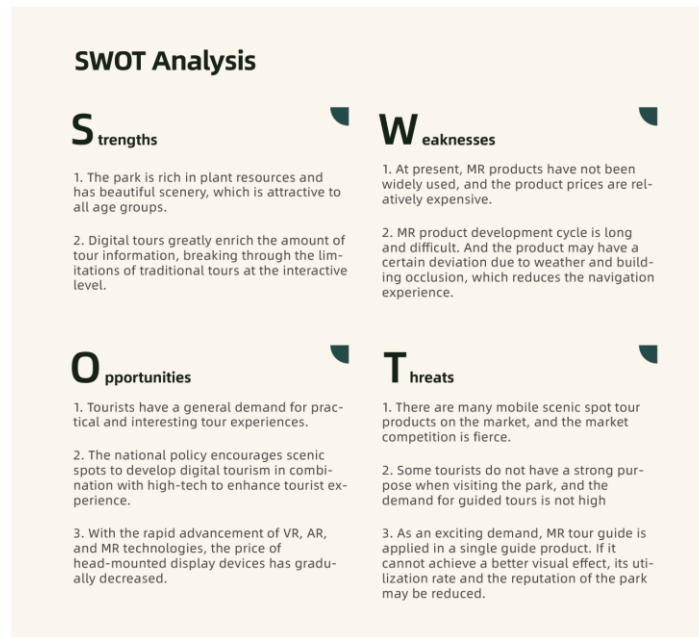 SWOT Analysis
Strengths
1. The park is rich in plant resources and
has beautiful scenery, which is attractive to
all age groups.
2. Digital tours greatly enrich the amount of
tour information, breaking through the lim-
itations of traditional tours at the interactive
level.
Weaknesses
1. At present, MR products have not been
widely used, and the product prices are rel-
atively expensive.
2. MR product development cycle is long
and difficult. And the product may have a
certain deviation due to weather and build-
ing occlusion, which reduces the navigation
experience.
Opportunities
1. Tourists have a general demand for prac-
tical and interesting tour experiences.
2. The national policy encourages scenic
spots to develop digital tourism in combi-
nation with high-tech to enhance tourist ex-
perience.
3. With the rapid advancement of VR, AR,
and MR technologies, the price of
head-mounted display devices has gradu-
ally decreased.
Threats
1. There are many mobile scenic spot tour
products on the market, and the market
competition is fierce.
2. Some tourists do not have a strong pur-
pose when visiting the park, and the
demand for guided tours is not high
3. As an exciting demand, MR tour guide is
applied in a single guide product. If it
cannot achieve a better visual effect, its uti-
lization rate and the reputation of the park
may be reduced.